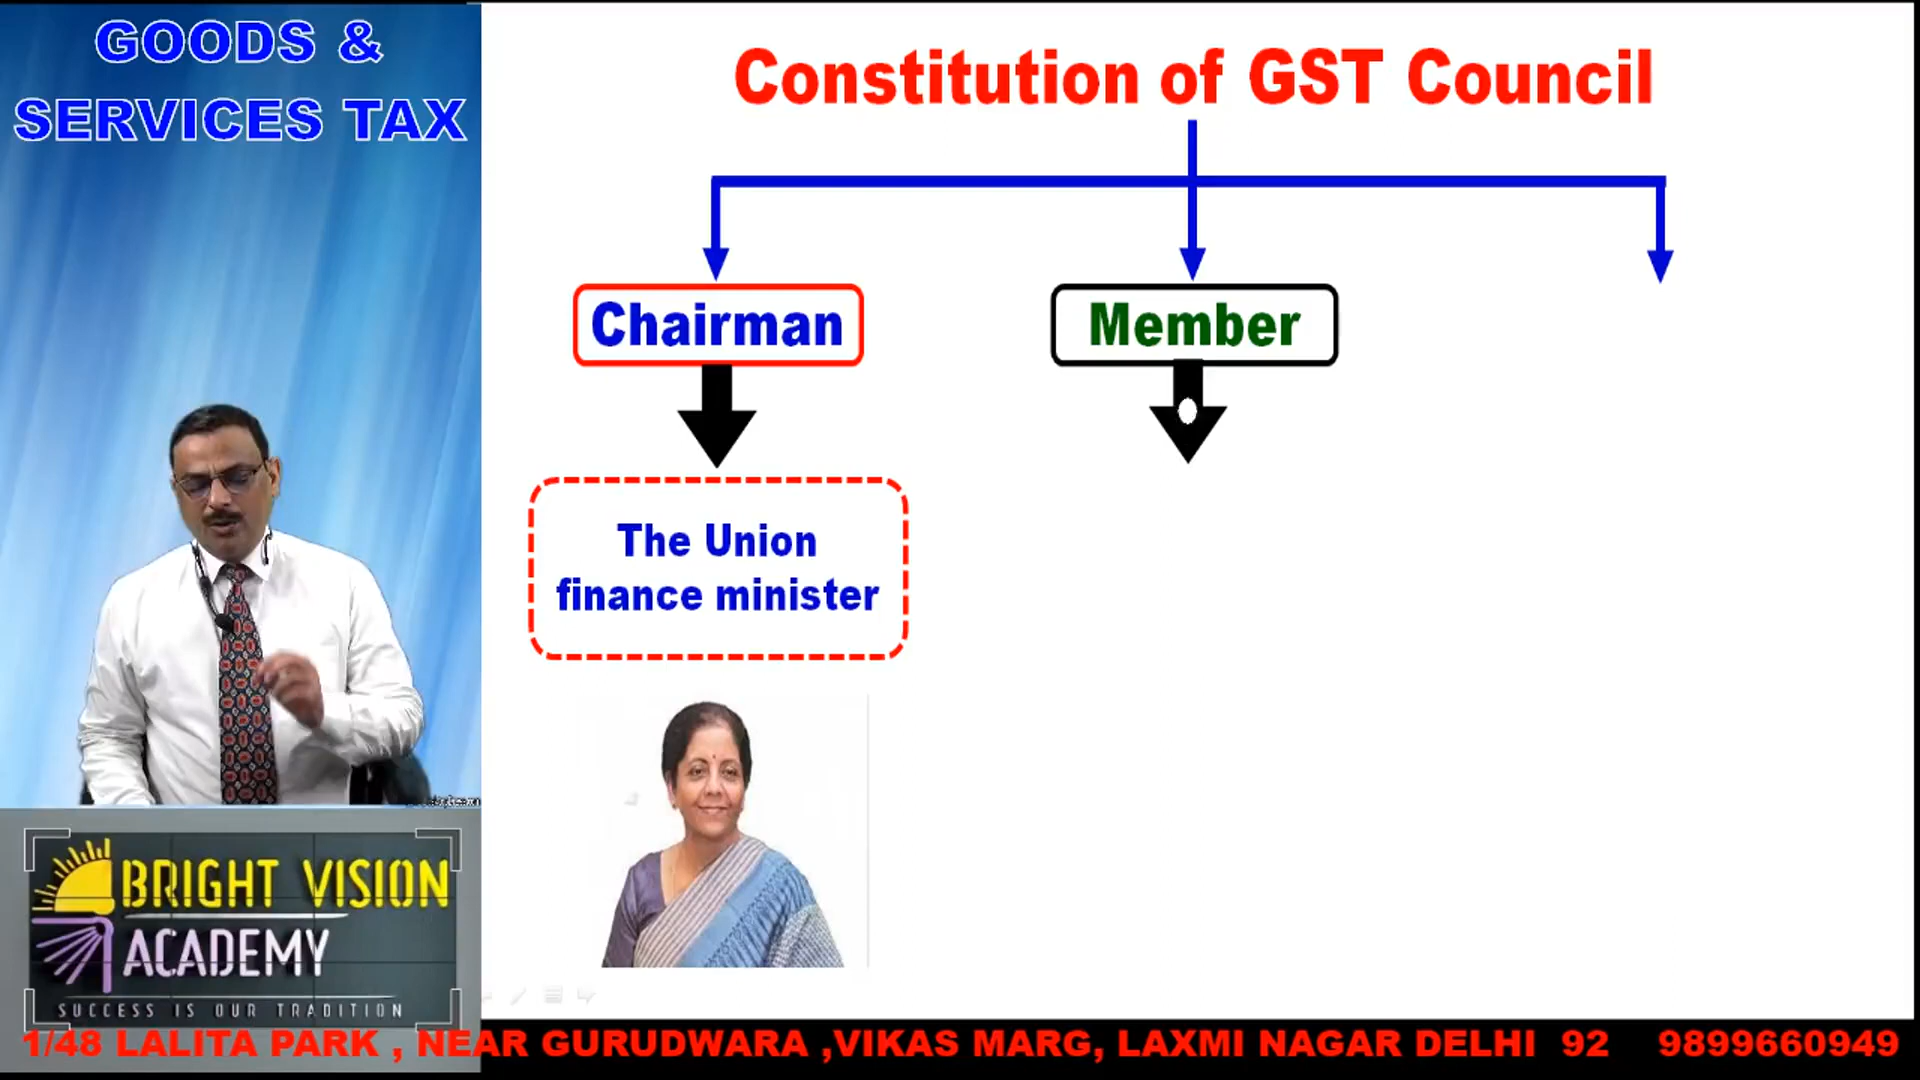 GOODS &
SERVICES TAX
Constitution of GST Council
Chairman
Member
The Union
finance minister
BRIGHT VISION
ACADEMY
SUCCESS IS OUR TRADITION
1/48 LALITA PARK , NEAR GURUDWARA ,VIKAS MARG, LAXMI NAGAR DELHI 92 9899660949